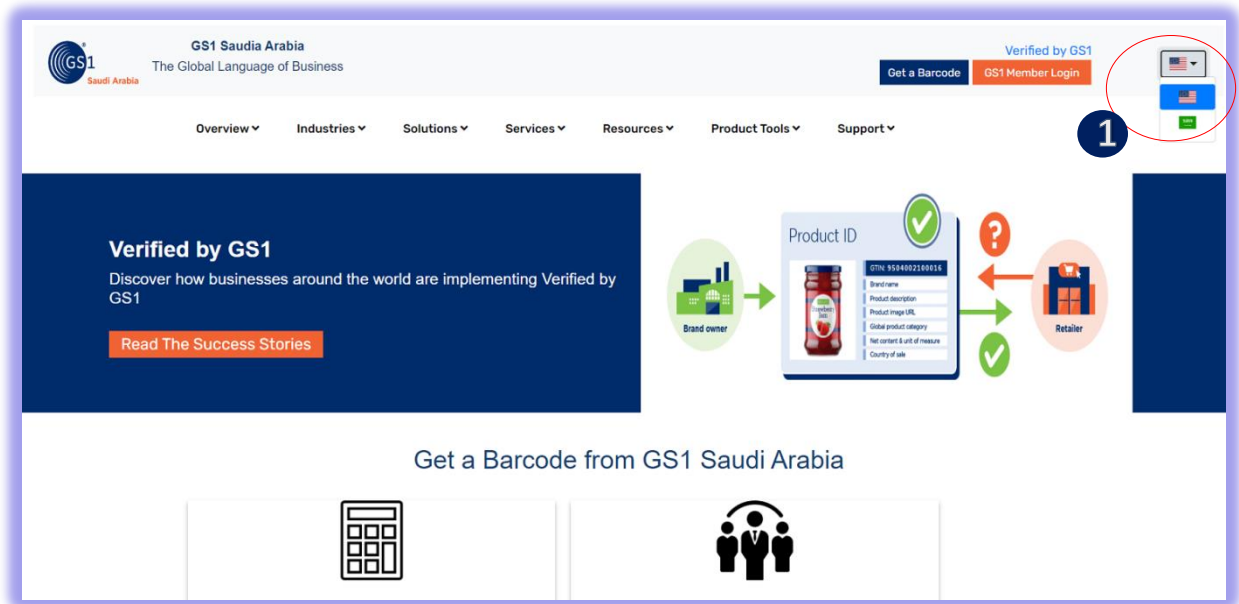 GS1
Saudi Arabia
GS1 Saudia Arabia
The Global Language of Business
Verified by GS1
Get a Barcode
GS1 Member Login
1
Overview
Industries
Solutions
Services
Resources
Product Tools
Support
Verified by GS1
Discover how businesses around the world are implementing Verified by
GS1
Read The Success Stories
Brand owner
Product ID
GTIN: 9504002100016
Brand name
Product description
Product image URL
Global product category
Net content & unit of measure
Country of sale
?
Retailer
Get a Barcode from GS1 Saudi Arabia